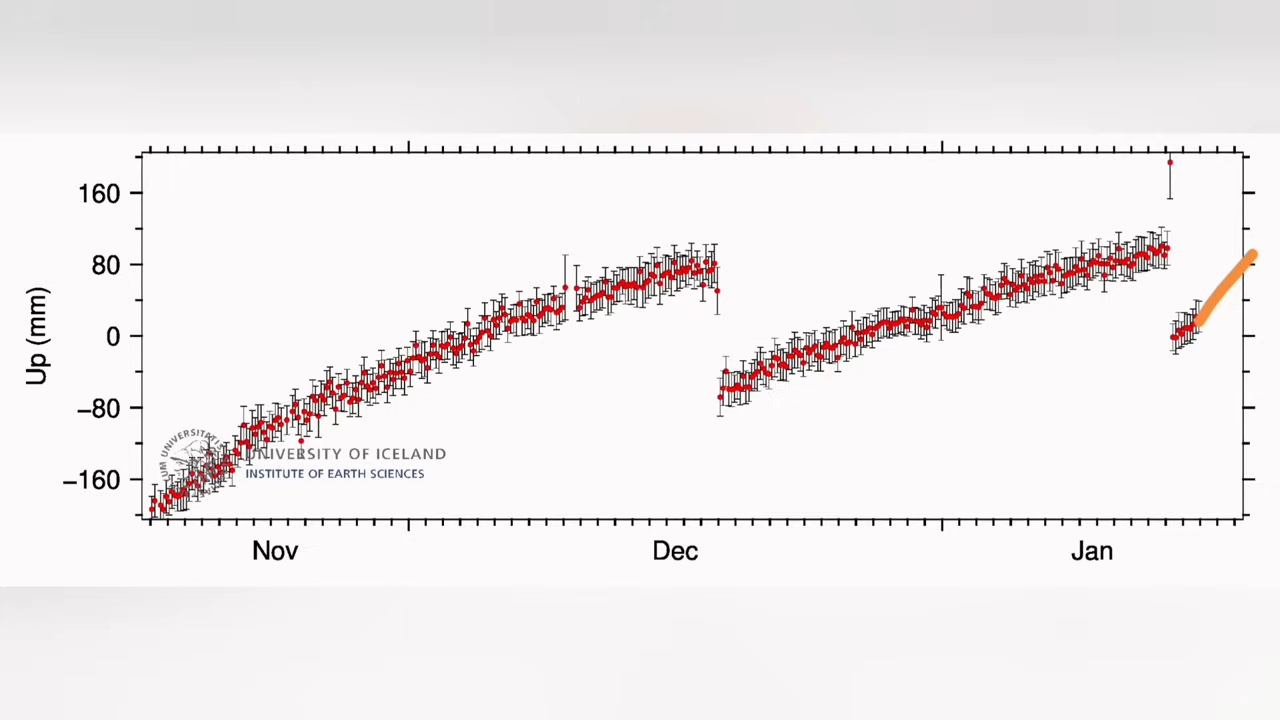 160
80
0
−80
−160
Up (mm)
UNIVERSITY OF ICELAND
INSTITUTE OF EARTH SCIENCES
Nov
Dec
Jan